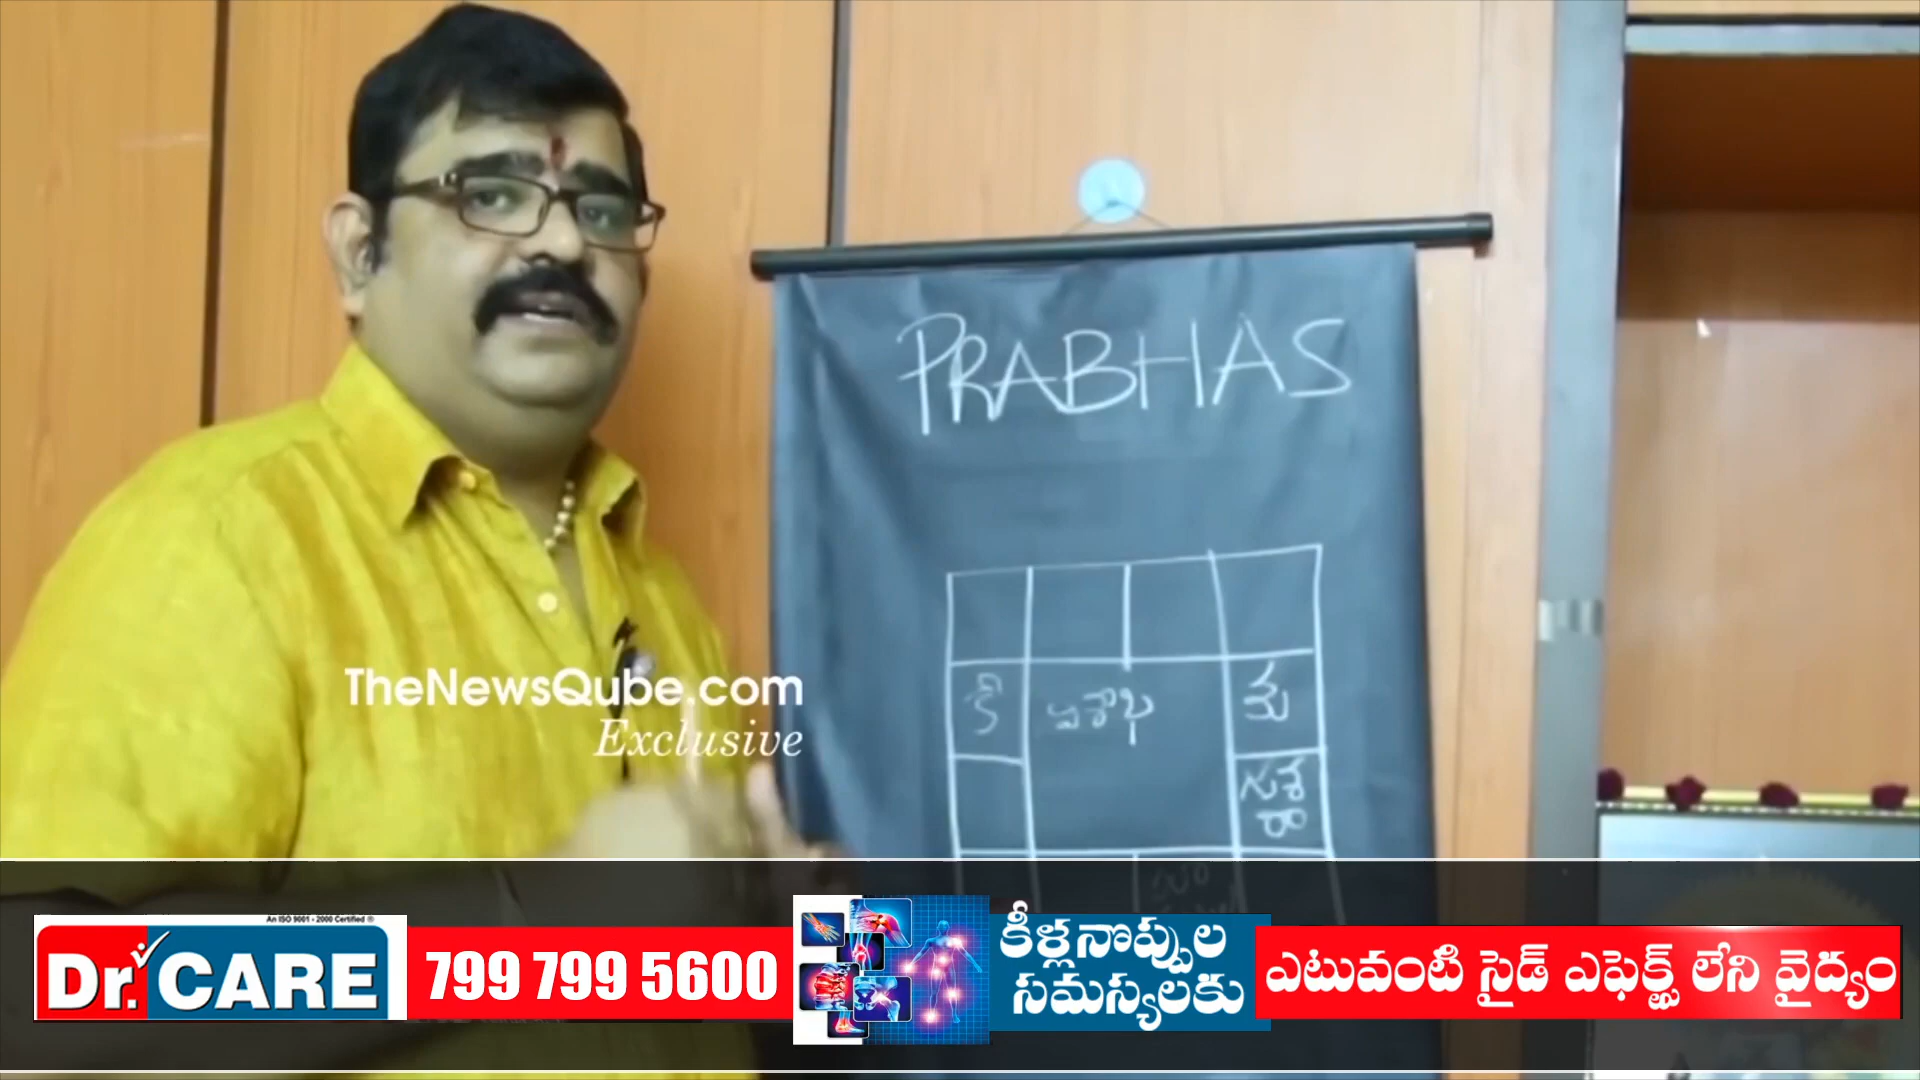 PRABHAS
కే
విశాఖ
కు
TheNewsQube.com
Exclusive
An ISO 9001 - 2000 Certified ®
Dr. CARE
799 799 5600
కీళ్లనొప్పుల
సమస్యలకు
ఎటువంటి సైడ్ ఎఫెక్ట్ లేని వైద్యం